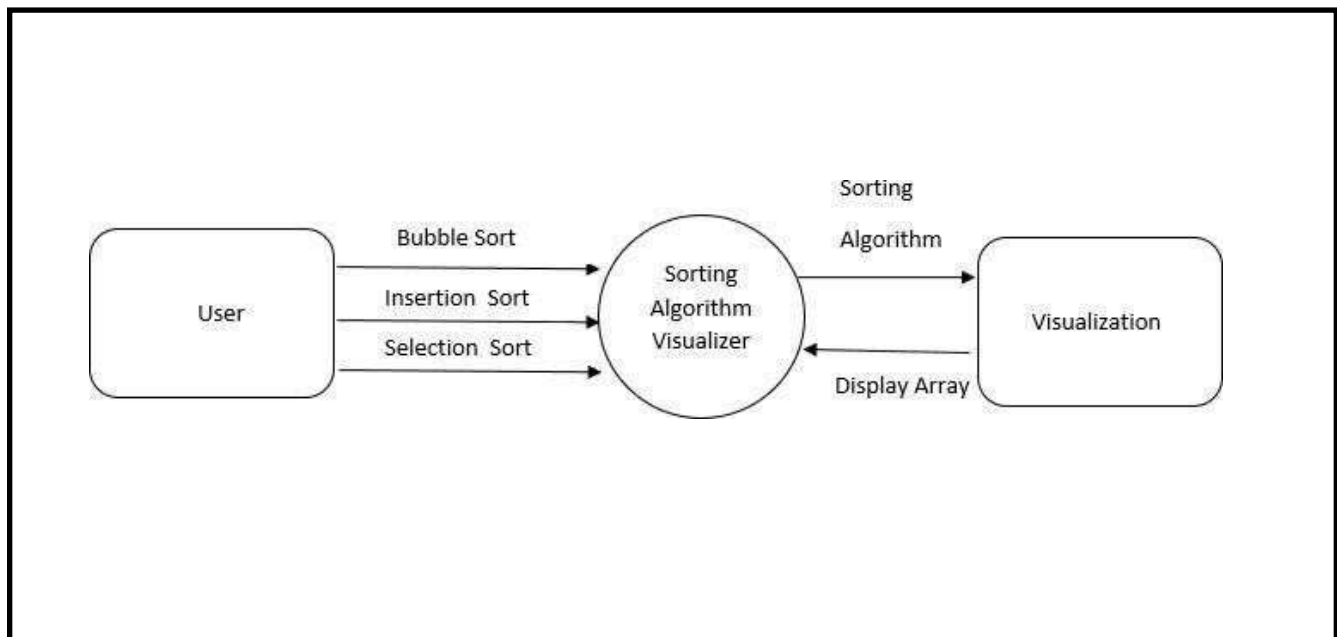 User
Bubble Sort
Insertion Sort
Selection Sort
Sorting
Algorithm
Visualizer
Sorting
Algorithm
Display Array
Visualization